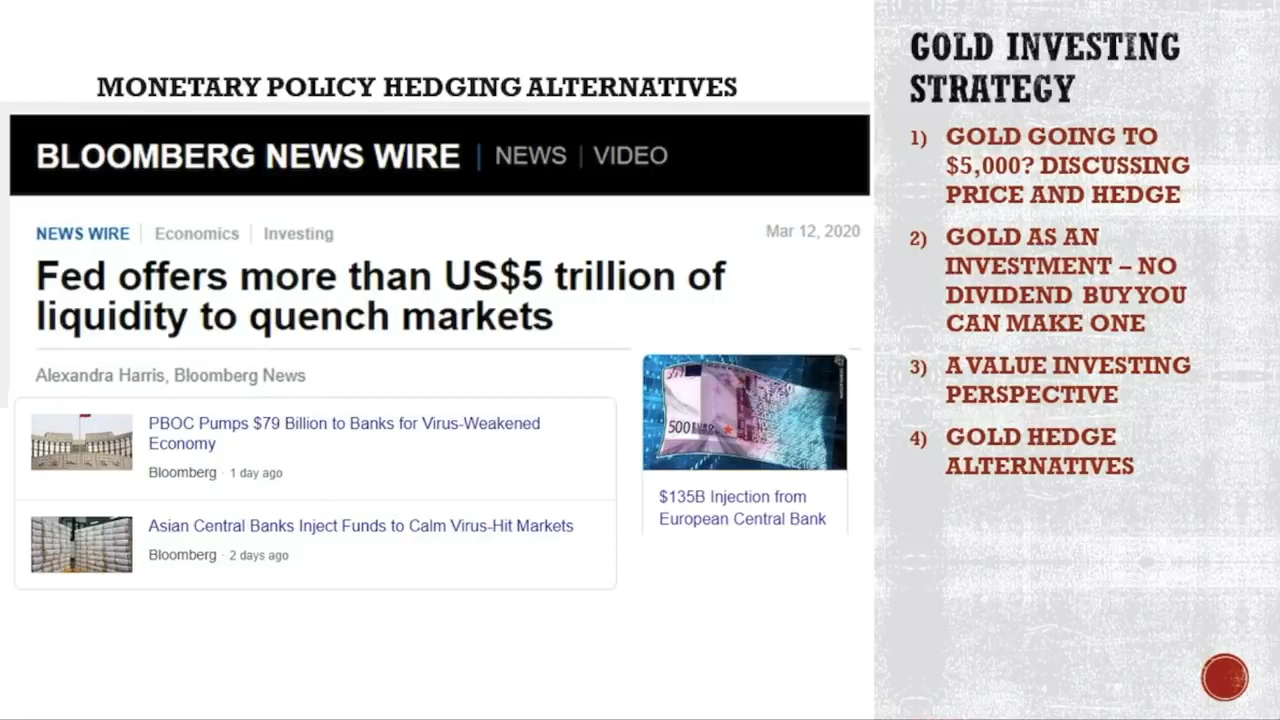 MONETARY POLICY HEDGING ALTERNATIVES
BLOOMBERG NEWS WIRE | NEWS | VIDEO
NEWS WIRE | Economics | Investing
Mar 12, 2020
Fed offers more than US$5 trillion of
liquidity to quench markets
Alexandra Harris, Bloomberg News
PBOC Pumps $79 Billion to Banks for Virus-Weakened
Economy
Bloomberg · 1 day ago
Asian Central Banks Inject Funds to Calm Virus-Hit Markets
Bloomberg · 2 days ago
500 EURO
$135B Injection from
European Central Bank
GOLD INVESTING
STRATEGY
1) GOLD GOING TO
$5,000? DISCUSSING
PRICE AND HEDGE
2) GOLD AS AN
INVESTMENT – NO
DIVIDEND BUY YOU
CAN MAKE ONE
3) A VALUE INVESTING
PERSPECTIVE
4) GOLD HEDGE
ALTERNATIVES